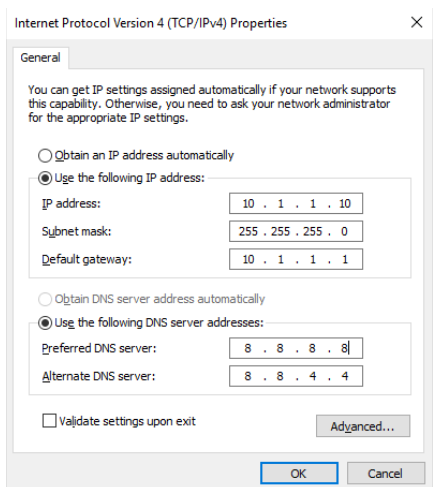 Internet Protocol Version 4 (TCP/IPv4) Properties
General
You can get IP settings assigned automatically if your network supports
this capability. Otherwise, you need to ask your network administrator
for the appropriate IP settings.
Obtain an IP address automatically
Use the following IP address:
IP address: 10 . 1 . 1 . 10
Subnet mask: 255 . 255 . 255 . 0
Default gateway: 10 . 1 . 1 . 1
Obtain DNS server address automatically
Use the following DNS server addresses:
Preferred DNS server: 8 . 8 . 8 . 8
Alternate DNS server: 8 . 8 . 4 . 4
Validate settings upon exit
Advanced...
OK Cancel